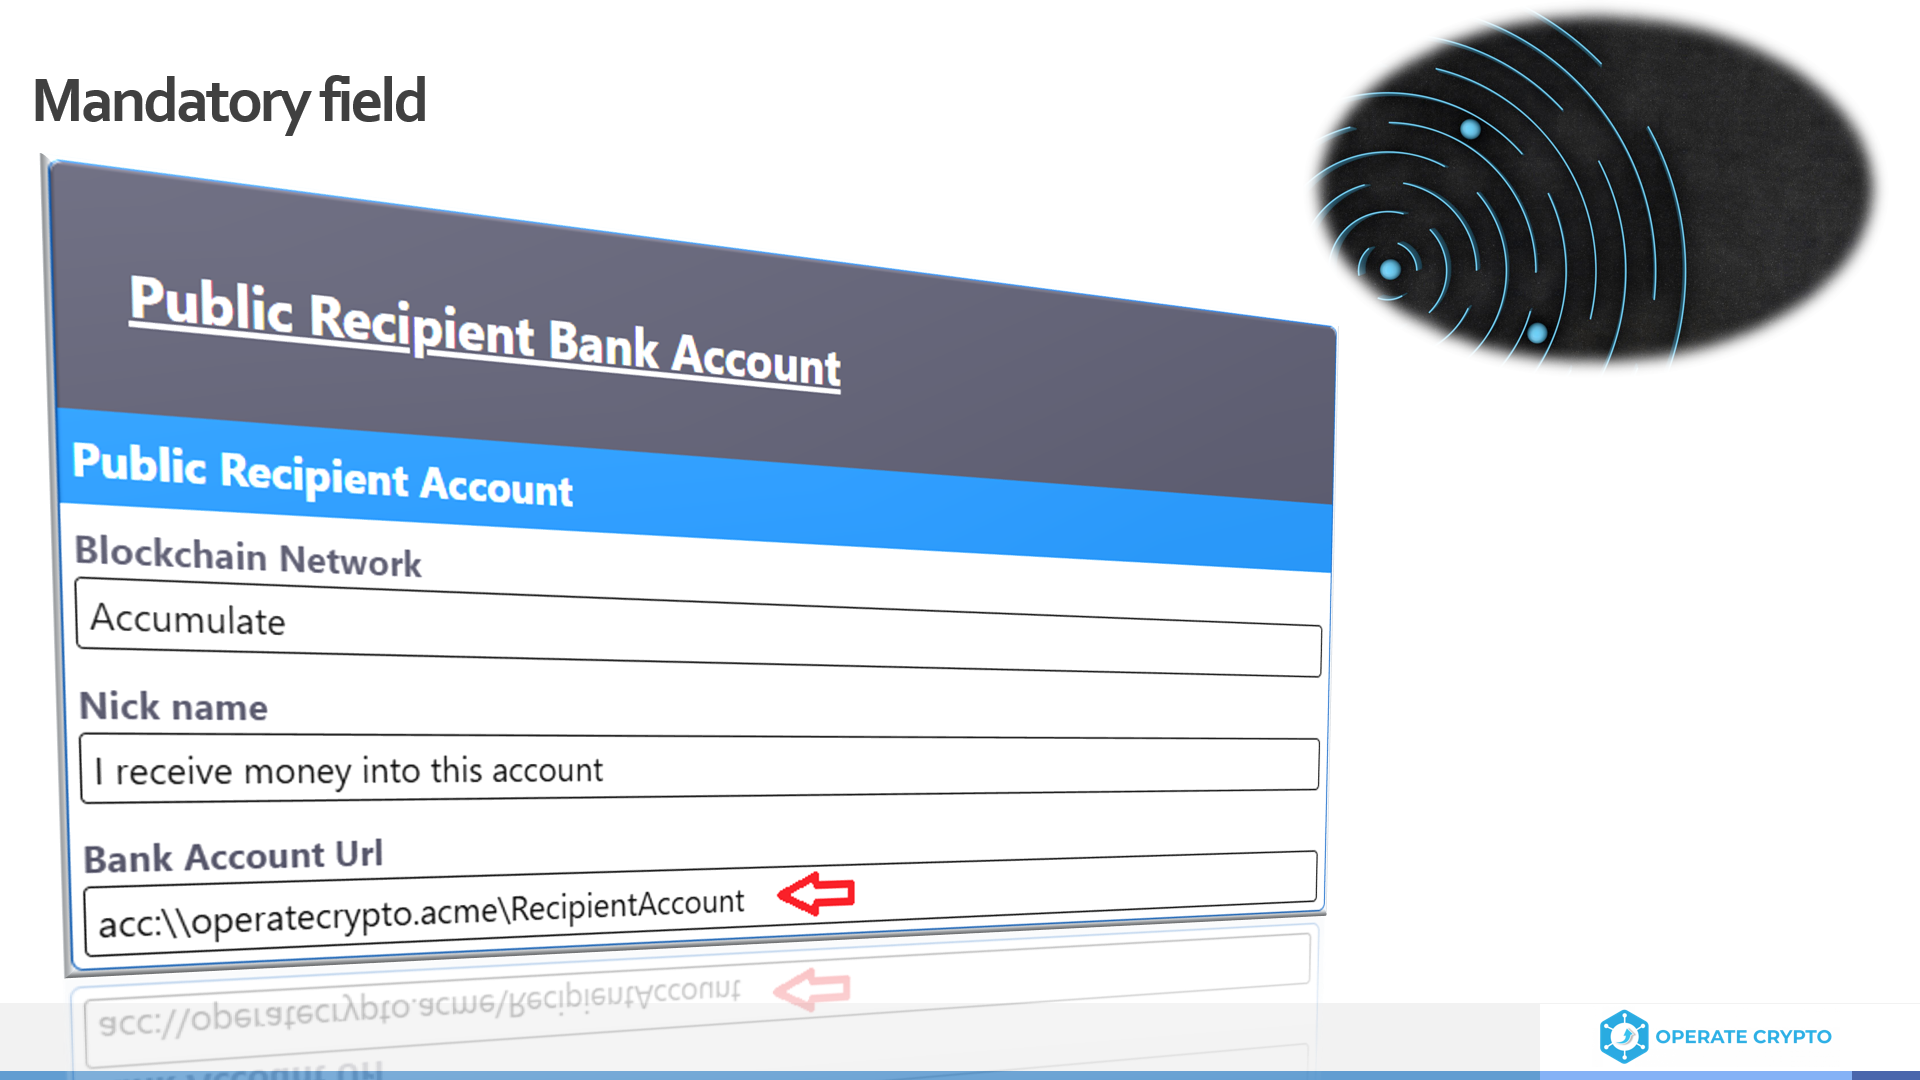 Mandatory field
Public Recipient Bank Account
Public Recipient Account
Blockchain Network
Accumulate
Nick name
I receive money into this account
Bank Account Url
acc:\\operatecrypto.acme\RecipientAccount
OPERATE CRYPTO